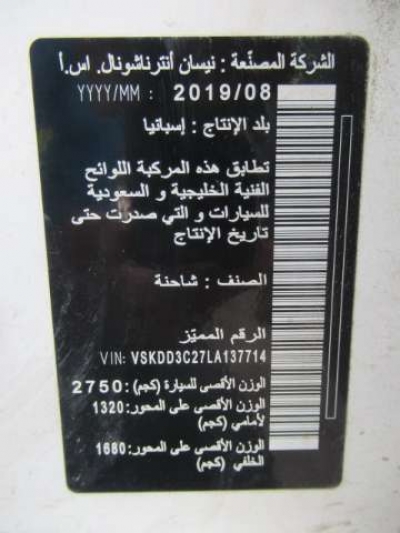 الشركة المصنّعة : نيسان أنترناشونال. اس.أ
YYYY/MM : 2019/08
بلد الإنتاج : إسبانيا
تطابق هذه المركبة اللوائح
الفنية الخليجية و السعودية
للسيارات و التي صدرت حتى
تاريخ الإنتاج
الصنف : شاحنة
الرقم المميّز
VIN: VSKDD3C27LA137714
الوزن الأقصى للسيارة (كجم): 2750
الوزن الأقصى على المحور: 1320
لأمامي (كجم)
الوزن الأقصى على المحور: 1680
الخلفي (كجم)